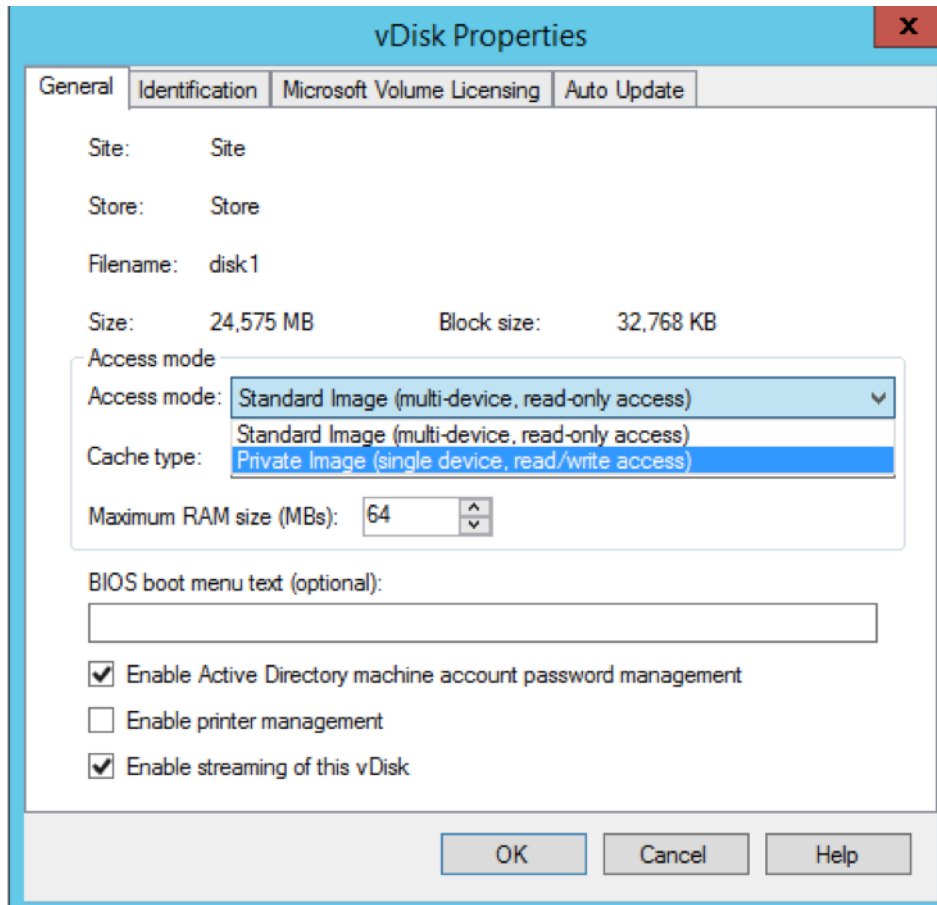 vDisk Properties
x
General Identification Microsoft Volume Licensing Auto Update
Site: Site
Store: Store
Filename: disk1
Size: 24,575 MB Block size: 32,768 KB
Access mode
Access mode: Standard Image (multi-device, read-only access)
Standard Image (multi-device, read-only access)
Cache type: Private Image (single device, read/write access)
Maximum RAM size (MBs): 64
BIOS boot menu text (optional):
Enable Active Directory machine account password management
Enable printer management
Enable streaming of this vDisk
OK Cancel Help